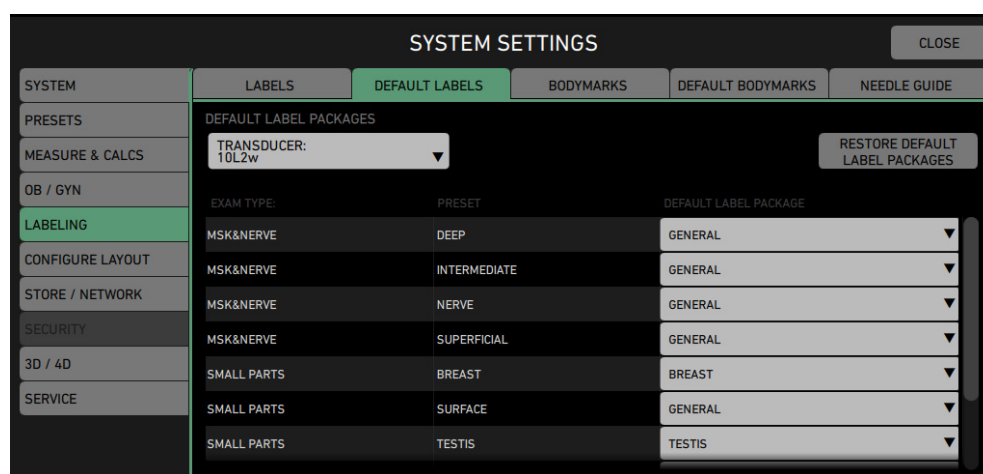 SYSTEM SETTINGS
CLOSE
SYSTEM
PRESETS
MEASURE & CALCS
OB / GYN
LABELING
CONFIGURE LAYOUT
STORE / NETWORK
SECURITY
3D / 4D
SERVICE
LABELS
DEFAULT LABELS
BODYMARKS
DEFAULT BODYMARKS
NEEDLE GUIDE
DEFAULT LABEL PACKAGES
TRANSDUCER:
10L2w
RESTORE DEFAULT
LABEL PACKAGES
EXAM TYPE: PRESET DEFAULT LABEL PACKAGE
MSK&NERVE DEEP GENERAL
MSK&NERVE INTERMEDIATE GENERAL
MSK&NERVE NERVE GENERAL
MSK&NERVE SUPERFICIAL GENERAL
SMALL PARTS BREAST BREAST
SMALL PARTS SURFACE GENERAL
SMALL PARTS TESTIS TESTIS